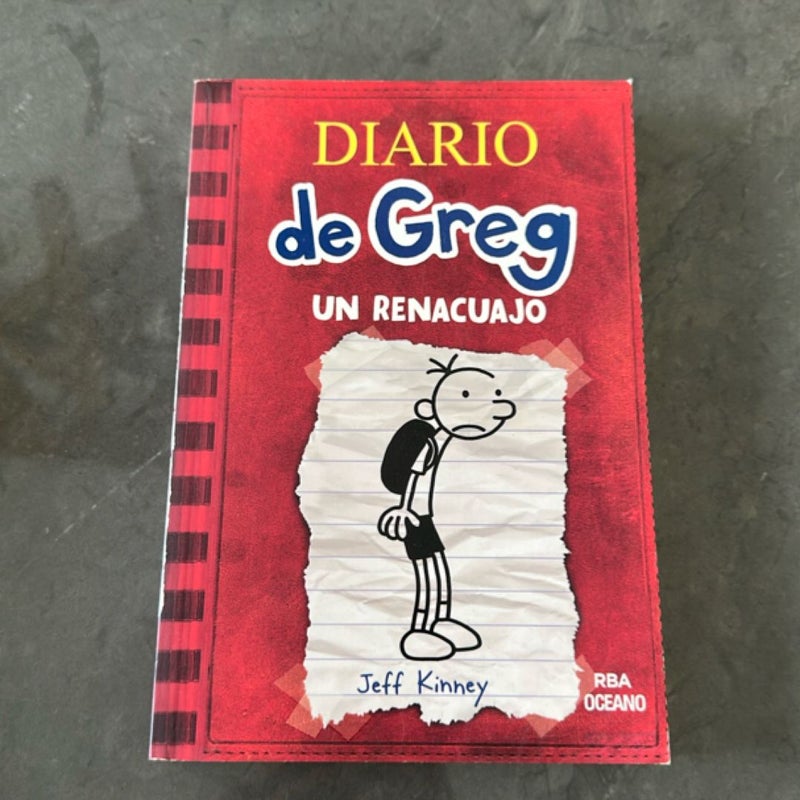 DIARIO
de Greg
UN RENACUAJO
Jeff Kinney
RBA
OCEANO